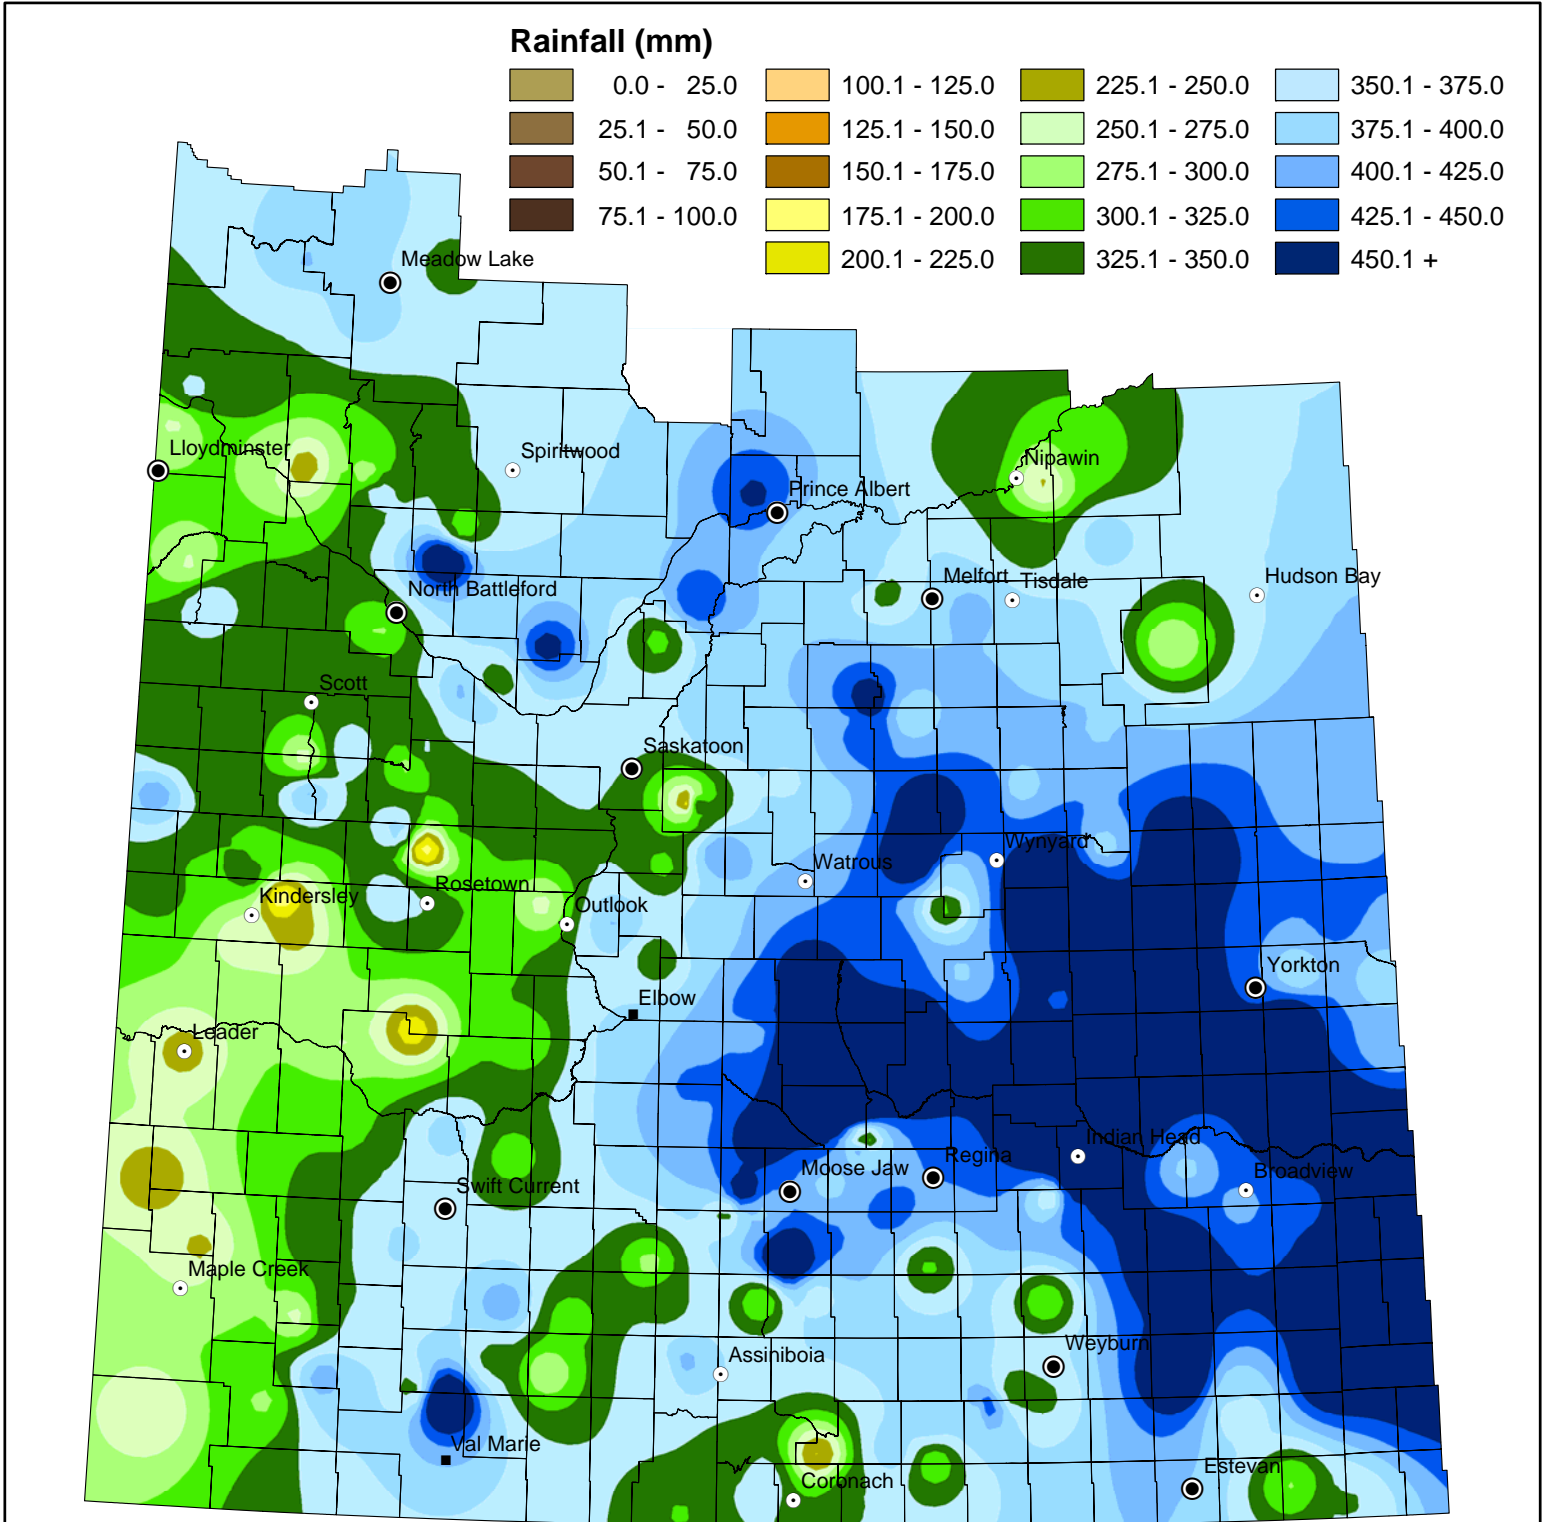 Rainfall (mm)
0.0 - 25.0
25.1 - 50.0
50.1 - 75.0
75.1 - 100.0
100.1 - 125.0
125.1 - 150.0
150.1 - 175.0
175.1 - 200.0
200.1 - 225.0
225.1 - 250.0
250.1 - 275.0
275.1 - 300.0
300.1 - 325.0
325.1 - 350.0
350.1 - 375.0
375.1 - 400.0
400.1 - 425.0
425.1 - 450.0
450.1 +
Meadow Lake
Lloydminster
Spiritwood
Nipawin
Prince Albert
North Battleford
Melfort
Tisdale
Hudson Bay
Scott
Saskatoon
Wynyard
Watrous
Rosetown
Kindersley
Outlook
Yorkton
Elbow
Leader
Indian Head
Regina
Moose Jaw
Broadview
Swift Current
Maple Creek
Weyburn
Assiniboia
Val Marie
Estevan
Coronach